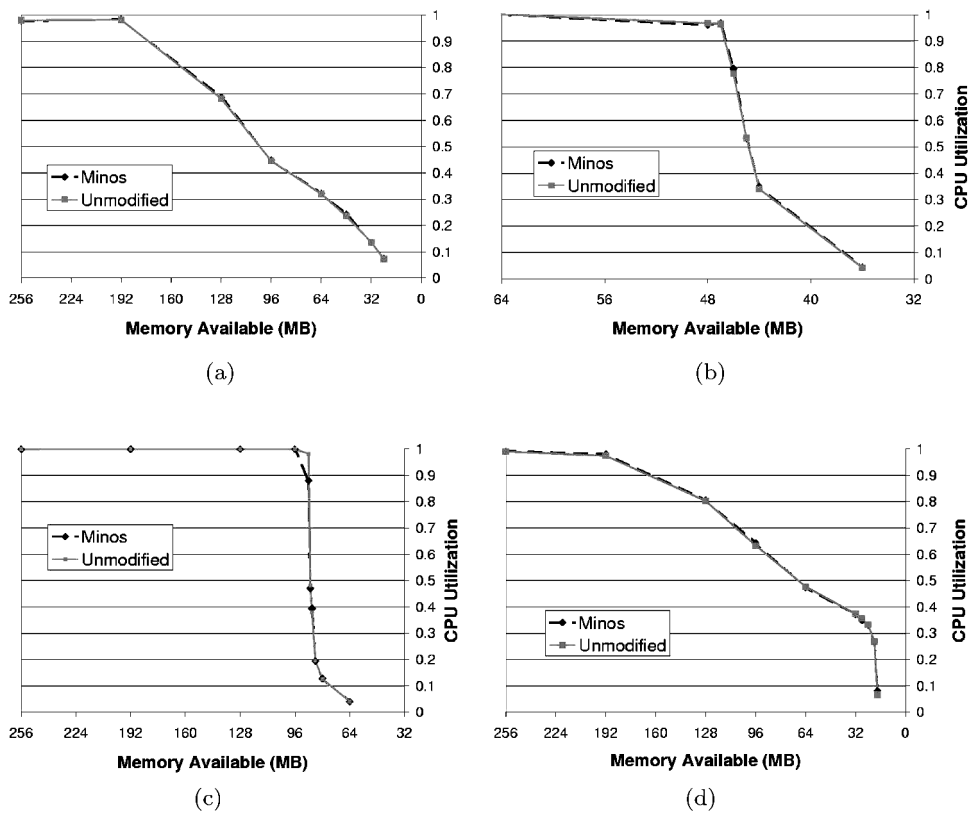 1
0.9
0.8
0.7
0.6
0.5
0.4
0.3
0.2
0.1
0
Minos
Unmodified
256 224 192 160 128 96 64 32 0
Memory Available (MB)
(a)
1
0.9
0.8
0.7
0.6
0.5
0.4
0.3
0.2
0.1
0
CPU Utilization
Minos
Unmodified
64 56 48 40 32
Memory Available (MB)
(b)
1
0.9
0.8
0.7
0.6
0.5
0.4
0.3
0.2
0.1
0
CPU Utilization
Minos
Unmodified
256 224 192 160 128 96 64 32
Memory Available (MB)
(c)
1
0.9
0.8
0.7
0.6
0.5
0.4
0.3
0.2
0.1
0
CPU Utilization
Minos
Unmodified
256 224 192 160 128 96 64 32 0
Memory Available (MB)
(d)